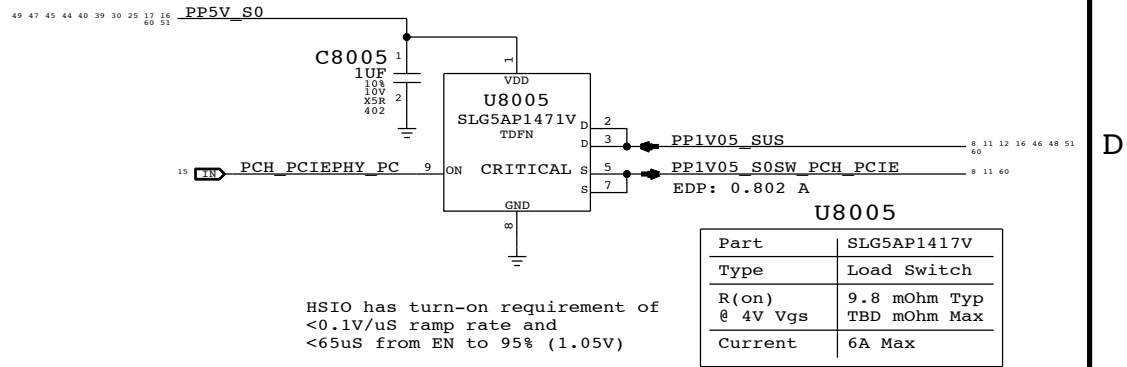 49 47 45 44 40 39 30 25 17 16
60 51
PP5V_S0
C8005
1
1UF
10%
10V
X5R
402
2
1
VDD
U8005
SLG5AP1471V
TDFN
D 2
D 3
PP1V05_SUS
8 11 12 16 46 48 51
60
D
15 IN PCH_PCIEPHY_PC 9 ON
CRITICAL S 5
PP1V05_S0SW_PCH_PCIE
8 11 60
S 7
EDP: 0.802 A
GND
8
U8005
Part SLG5AP1417V
Type Load Switch
R(on) 9.8 mOhm Typ
@ 4V Vgs TBD mOhm Max
Current 6A Max
HSIO has turn-on requirement of
<0.1V/uS ramp rate and
<65uS from EN to 95% (1.05V)